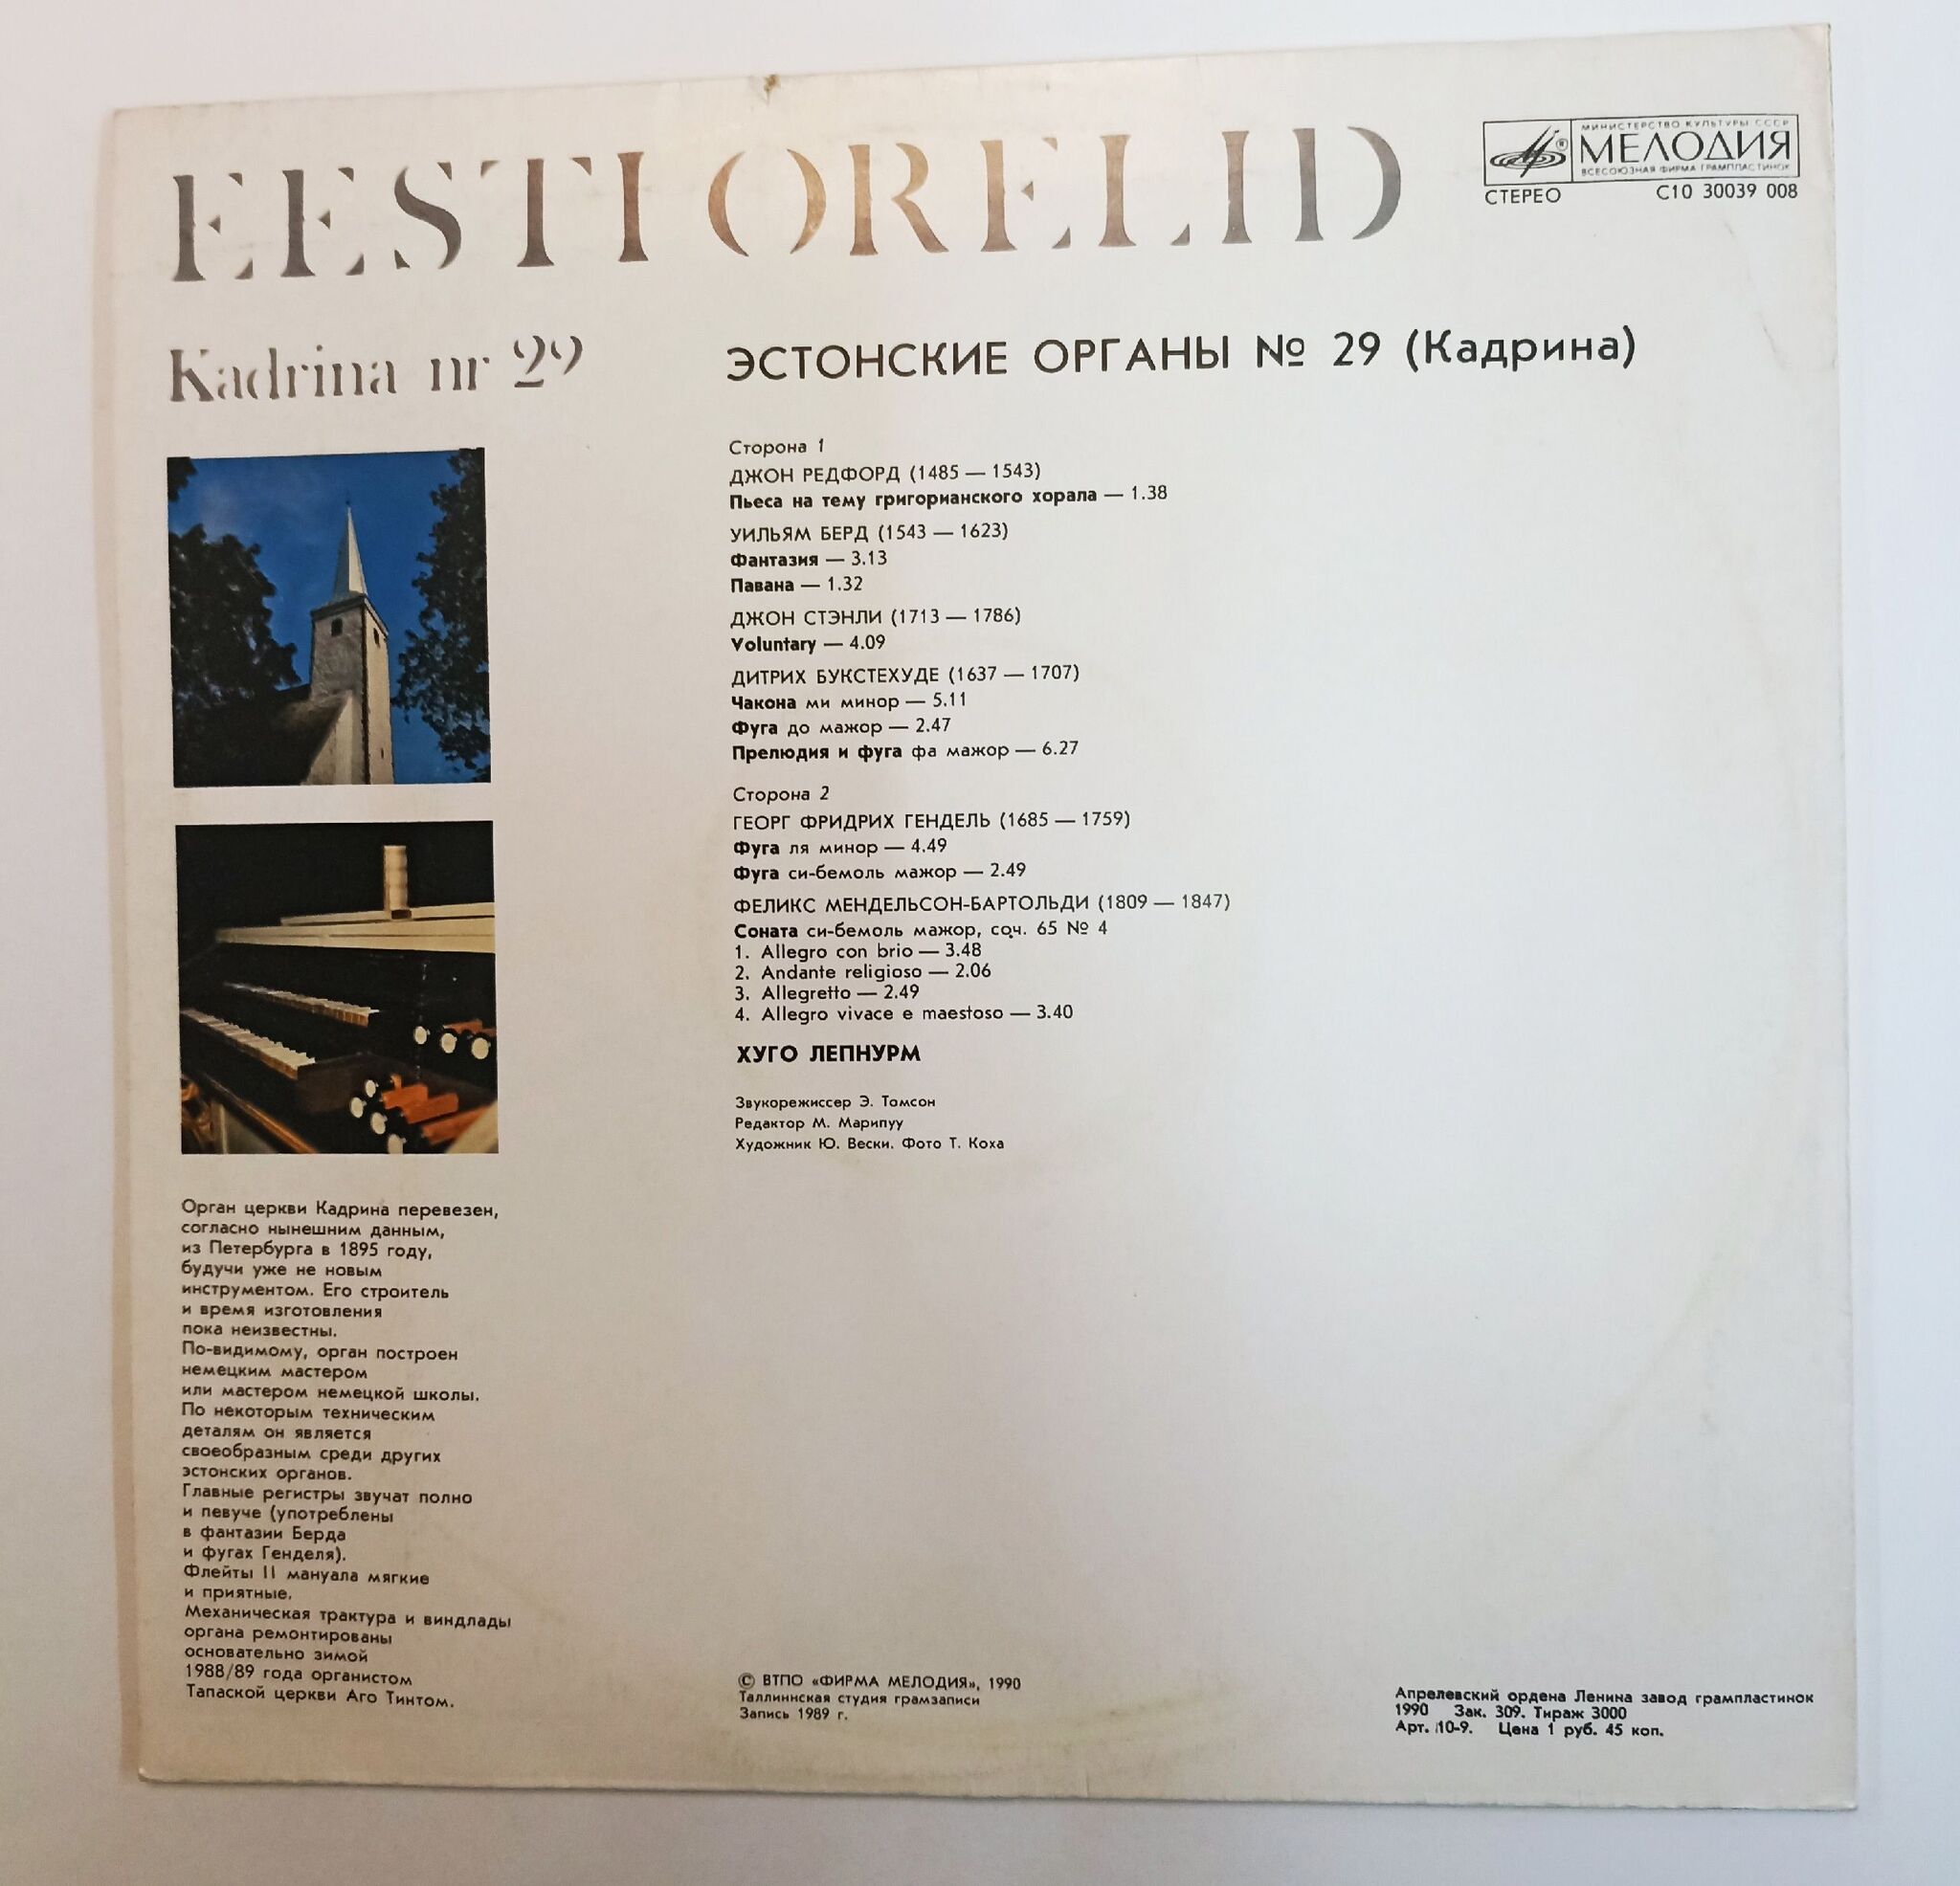 EESTI ORELID
МИНИСТЕРСТВО КУЛЬТУРЫ СССР
МЕЛОДИЯ
ВСЕСОЮЗНАЯ ФИРМА ГРАМПЛАСТИНОК
СТЕРЕО С10 30039 008
Kadrina nr 29
ЭСТОНСКИЕ ОРГАНЫ № 29 (Кадрина)
Сторона 1
ДЖОН РЕДФОРД (1485 — 1543)
Пьеса на тему григорианского хорала — 1.38
УИЛЬЯМ БЕРД (1543 — 1623)
Фантазия — 3.13
Павана — 1.32
ДЖОН СТЭНЛИ (1713 — 1786)
Voluntary — 4.09
ДИТРИХ БУКСТЕХУДЕ (1637 — 1707)
Чакона ми минор — 5.11
Фуга до мажор — 2.47
Прелюдия и фуга фа мажор — 6.27
Сторона 2
ГЕОРГ ФРИДРИХ ГЕНДЕЛЬ (1685 — 1759)
Фуга ля минор — 4.49
Фуга си-бемоль мажор — 2.49
ФЕЛИКС МЕНДЕЛЬСОН-БАРТОЛЬДИ (1809 — 1847)
Соната си-бемоль мажор, соч. 65 № 4
1. Allegro con brio — 3.48
2. Andante religioso — 2.06
3. Allegretto — 2.49
4. Allegro vivace e maestoso — 3.40
ХУГО ЛЕПНУРМ
Звукорежиссер Э. Томсон
Редактор М. Марипуу
Художник Ю. Вески. Фото Т. Коха
Орган церкви Кадрина перевезен,
согласно нынешним данным,
из Петербурга в 1895 году,
будучи уже не новым
инструментом. Его строитель
и время изготовления
пока неизвестны.
По-видимому, орган построен
немецким мастером
или мастером немецкой школы.
По некоторым техническим
деталям он является
своеобразным среди других
эстонских органов.
Главные регистры звучат полно
и певуче (употреблены
в фантазии Берда
и фугах Генделя).
Флейты II мануала мягкие
и приятные.
Механическая трактура и виндлады
органа ремонтированы
основательно зимой
1988/89 года органистом
Тапаской церкви Аго Тинтом.
© ВТПО «ФИРМА МЕЛОДИЯ», 1990
Таллиннская студия грамзаписи
Запись 1989 г.
Апрелевский ордена Ленина завод грампластинок
1990 Зак. 309. Тираж 3000
Арт. 10-9. Цена 1 руб. 45 коп.